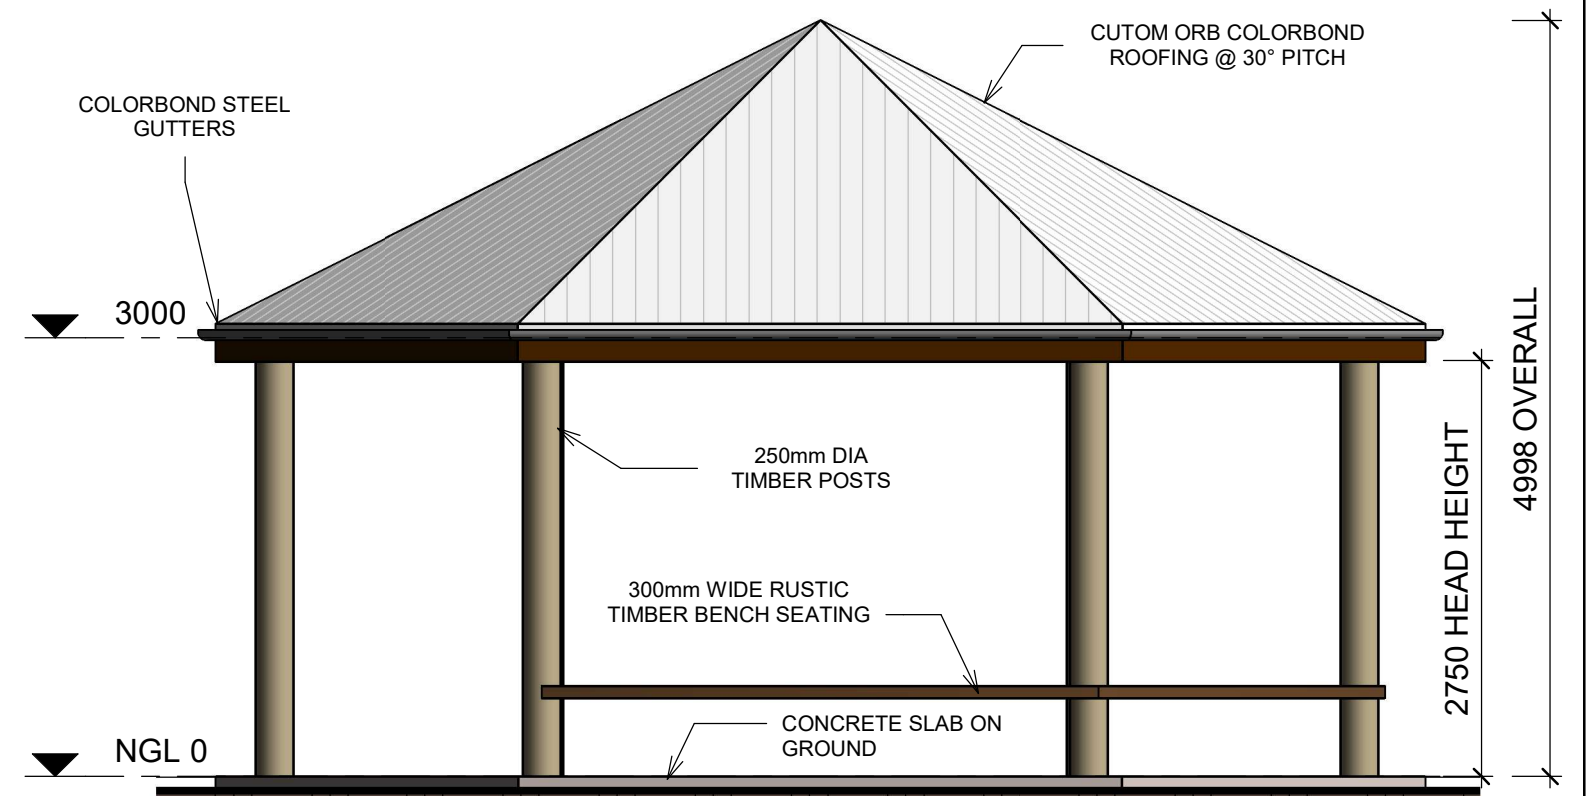 CUTOM ORB COLORBOND
ROOFING @ 30° PITCH
COLORBOND STEEL
GUTTERS
3000
4998 OVERALL
2750 HEAD HEIGHT
250mm DIA
TIMBER POSTS
300mm WIDE RUSTIC
TIMBER BENCH SEATING
CONCRETE SLAB ON
GROUND
NGL 0